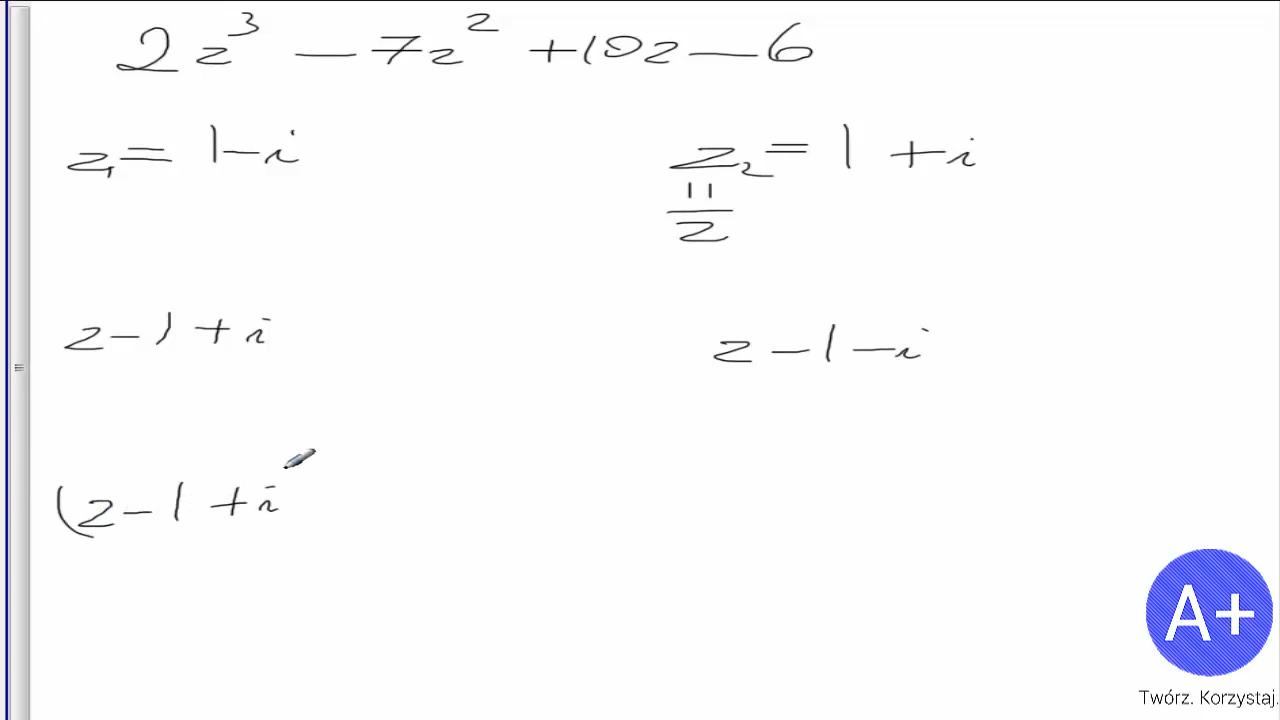 2z³ − 7z² + 10z − 6
z₁ = 1 − i
z₂ = 1 + i
=
z̅
z − 1 + i
z − 1 − i
(z − 1 + i
A+
Twórz. Korzystaj.